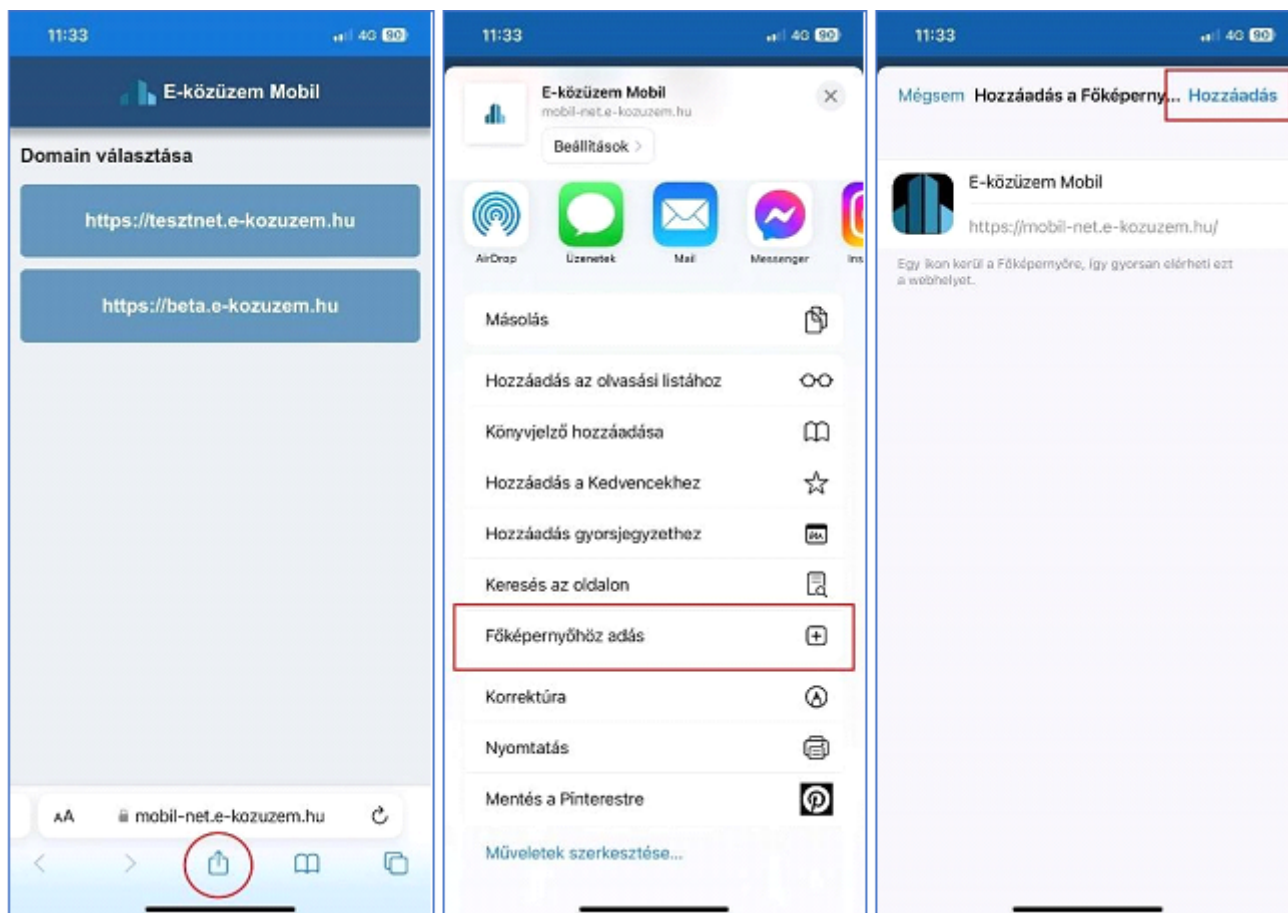 11:33
4G 90
E-közüzem Mobil
Domain választása
https://tesztnet.e-kozuzem.hu
https://beta.e-kozuzem.hu
AA mobil-net.e-kozuzem.hu
11:33
4G 90
E-közüzem Mobil
mobil-net.e-kozuzem.hu
Beállítások >
AirDrop Üzenetek Mail Messenger Ins
Másolás
Hozzáadás az olvasási listához
Könyvjelző hozzáadása
Hozzáadás a Kedvencekhez
Hozzáadás gyorsjegyzethez
Keresés az oldalon
Főképernyőhöz adás
Korrektúra
Nyomtatás
Mentés a Pinterestre
Műveletek szerkesztése...
11:33
4G 90
Mégsem Hozzáadás a Főképerny... Hozzáadás
E-közüzem Mobil
https://mobil-net.e-kozuzem.hu/
Egy ikon kerül a Főképernyőre, így gyorsan elérheti ezt
a webhelyet.